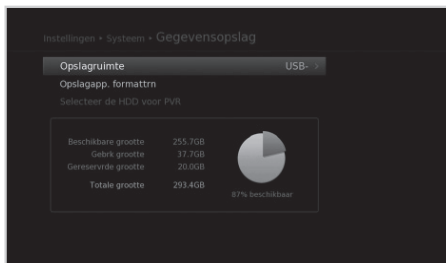 Instellingen • Systeem • Gegevensopslag
Opslagruimte USB- >
Opslagapp. formattrn
Selecteer de HDD voor PVR
Beschikbare grootte 255.7GB
Gebrk grootte 37.7GB
Gereservrde grootte 20.0GB
Totale grootte 293.4GB
87% beschikbaar